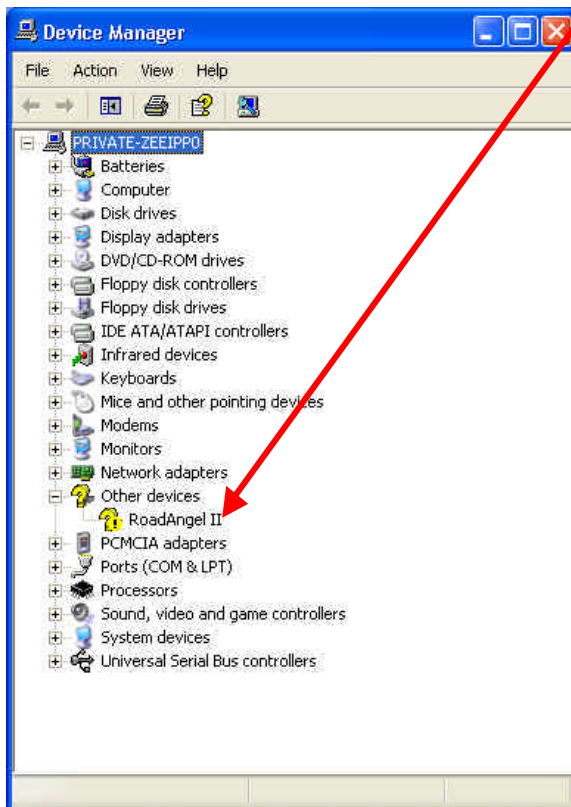 Device Manager
File Action View Help
PRIVATE-ZEEIPPO
Batteries
Computer
Disk drives
Display adapters
DVD/CD-ROM drives
Floppy disk controllers
Floppy disk drives
IDE ATA/ATAPI controllers
Infrared devices
Keyboards
Mice and other pointing devices
Modems
Monitors
Network adapters
Other devices
RoadAngel II
PCMCIA adapters
Ports (COM & LPT)
Processors
Sound, video and game controllers
System devices
Universal Serial Bus controllers